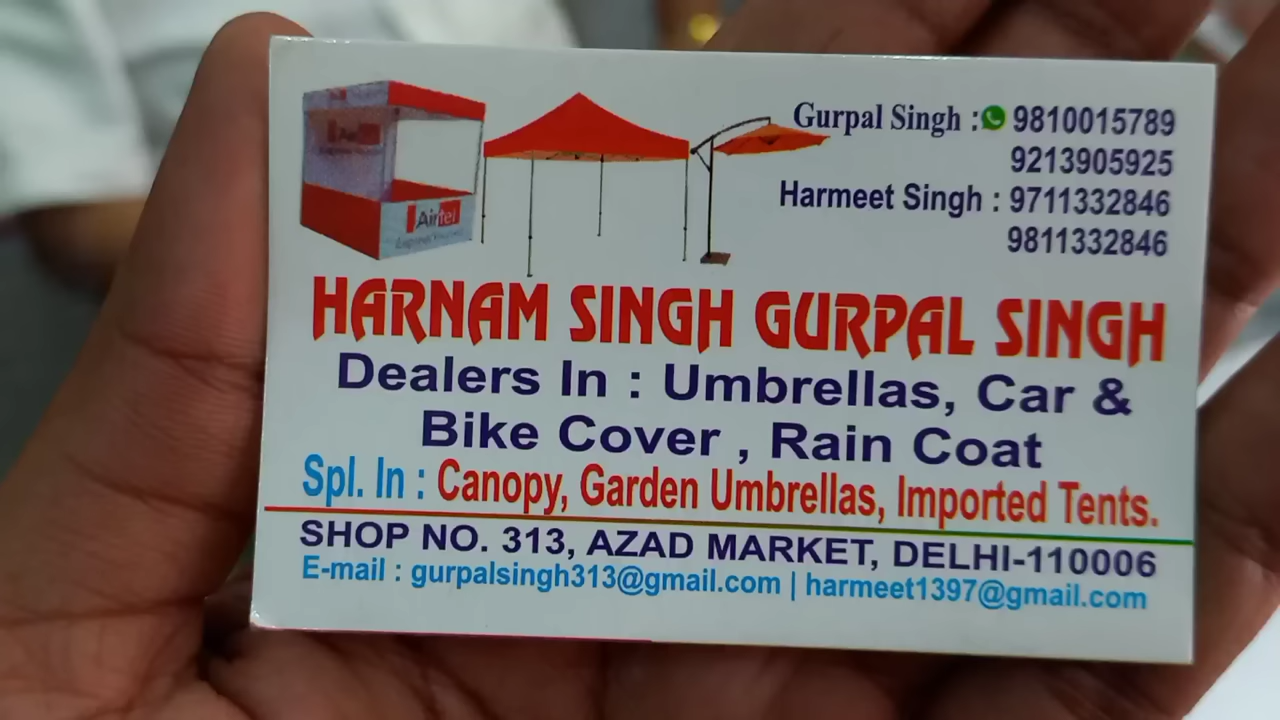 Gurpal Singh : 9810015789
9213905925
Harmeet Singh : 9711332846
9811332846
Airtel
HARNAM SINGH GURPAL SINGH
Dealers In : Umbrellas, Car &
Bike Cover , Rain Coat
Spl. In : Canopy, Garden Umbrellas, Imported Tents.
SHOP NO. 313, AZAD MARKET, DELHI-110006
E-mail : gurpalsingh313@gmail.com | harmeet1397@gmail.com